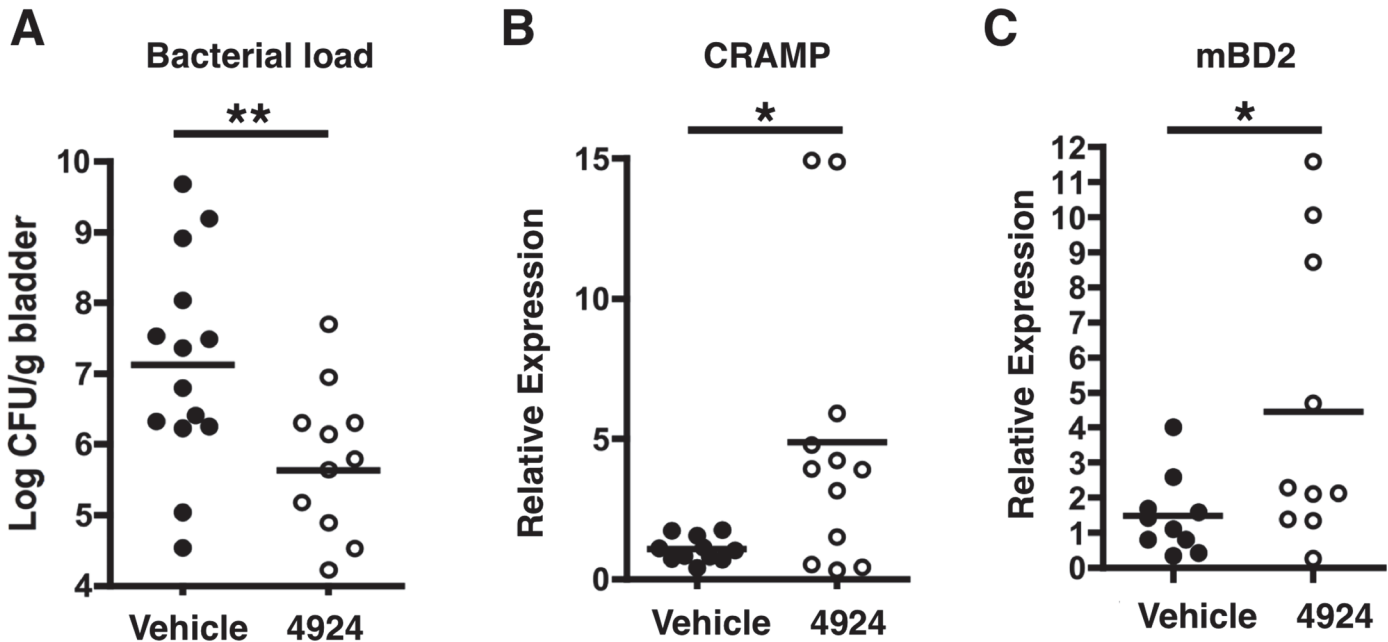 A
Bacterial load
**
Log CFU/g bladder
10
9
8
7
6
5
4
Vehicle
4924
B
CRAMP
*
Relative Expression
15
10
5
0
Vehicle
4924
C
mBD2
*
Relative Expression
12
11
10
9
8
7
6
5
4
3
2
1
0
Vehicle
4924